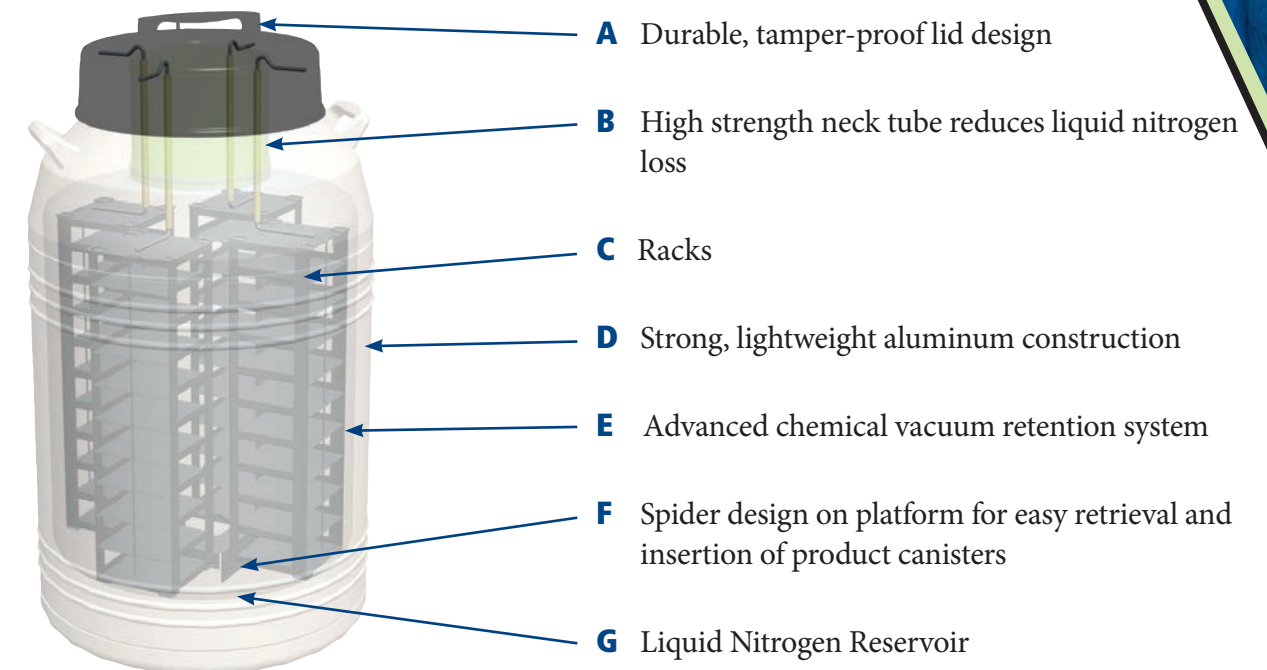 A Durable, tamper-proof lid design
B High strength neck tube reduces liquid nitrogen
loss
C Racks
D Strong, lightweight aluminum construction
E Advanced chemical vacuum retention system
F Spider design on platform for easy retrieval and
insertion of product canisters
G Liquid Nitrogen Reservoir